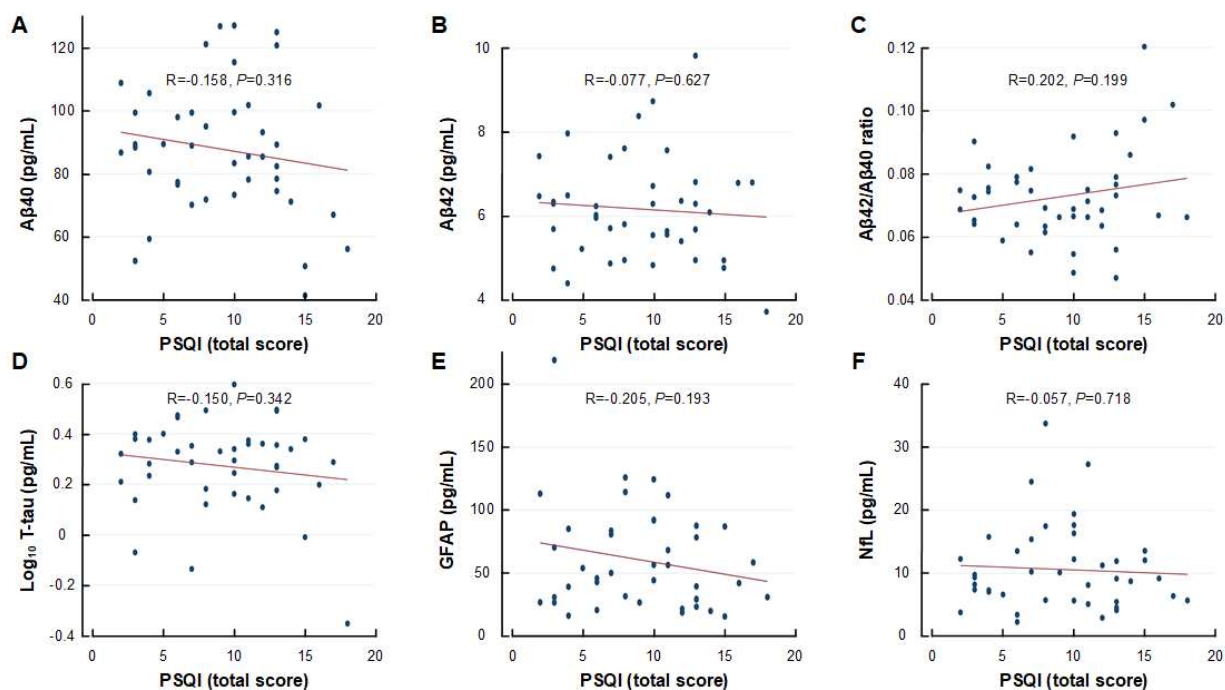 A
B
C
Aβ40 (pg/mL)
120
100
80
60
40
R=-0.158, P=0.316
0
5
10
15
20
PSQI (total score)
Aβ42 (pg/mL)
10
8
6
4
R=-0.077, P=0.627
0
5
10
15
20
PSQI (total score)
Aβ42/Aβ40 ratio
0.12
0.10
0.08
0.06
0.04
R=0.202, P=0.199
0
5
10
15
20
PSQI (total score)
D
E
F
Log₁₀ T-tau (pg/mL)
0.6
0.4
0.2
0
-0.2
-0.4
R=-0.150, P=0.342
0
5
10
15
20
PSQI (total score)
GFAP (pg/mL)
200
150
100
50
0
R=-0.205, P=0.193
0
5
10
15
20
PSQI (total score)
NfL (pg/mL)
40
30
20
10
0
R=-0.057, P=0.718
0
5
10
15
20
PSQI (total score)